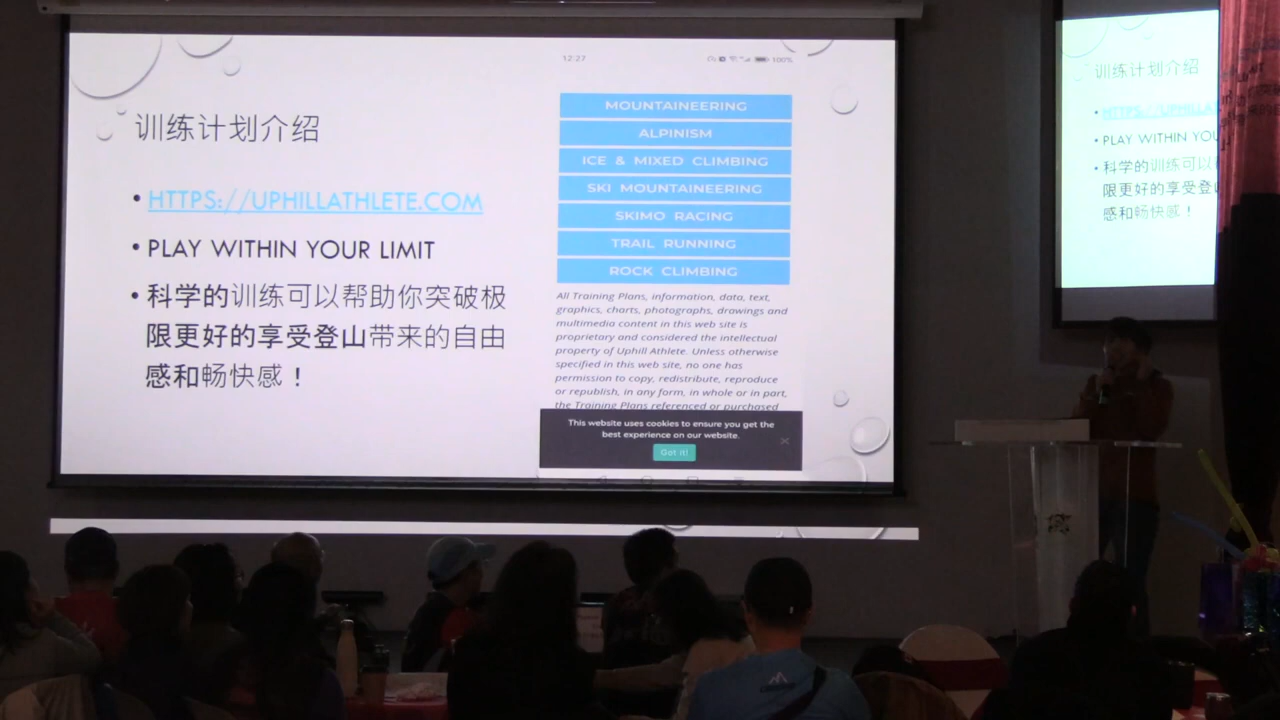 训练计划介绍
• HTTPS://UPHILLATHLETE.COM
• PLAY WITHIN YOUR LIMIT
• 科学的训练可以帮助你突破极
限更好的享受登山带来的自由
感和畅快感！
12:27
100%
MOUNTAINEERING
ALPINISM
ICE & MIXED CLIMBING
SKI MOUNTAINEERING
SKIMO RACING
TRAIL RUNNING
ROCK CLIMBING
All Training Plans, information, data, text,
graphics, charts, photographs, drawings and
multimedia content in this web site is
proprietary and considered the intellectual
property of Uphill Athlete. Unless otherwise
specified in this web site, no one has
permission to copy, redistribute, reproduce
or republish, in any form, in whole or in part,
the Training Plans referenced or purchased
This website uses cookies to ensure you get the
best experience on our website.
Got it!
训练计划介绍
• HTTPS://UPHILLAT
• PLAY WITHIN YOU
• 科学的训练可以
限更好的享受登
感和畅快感！